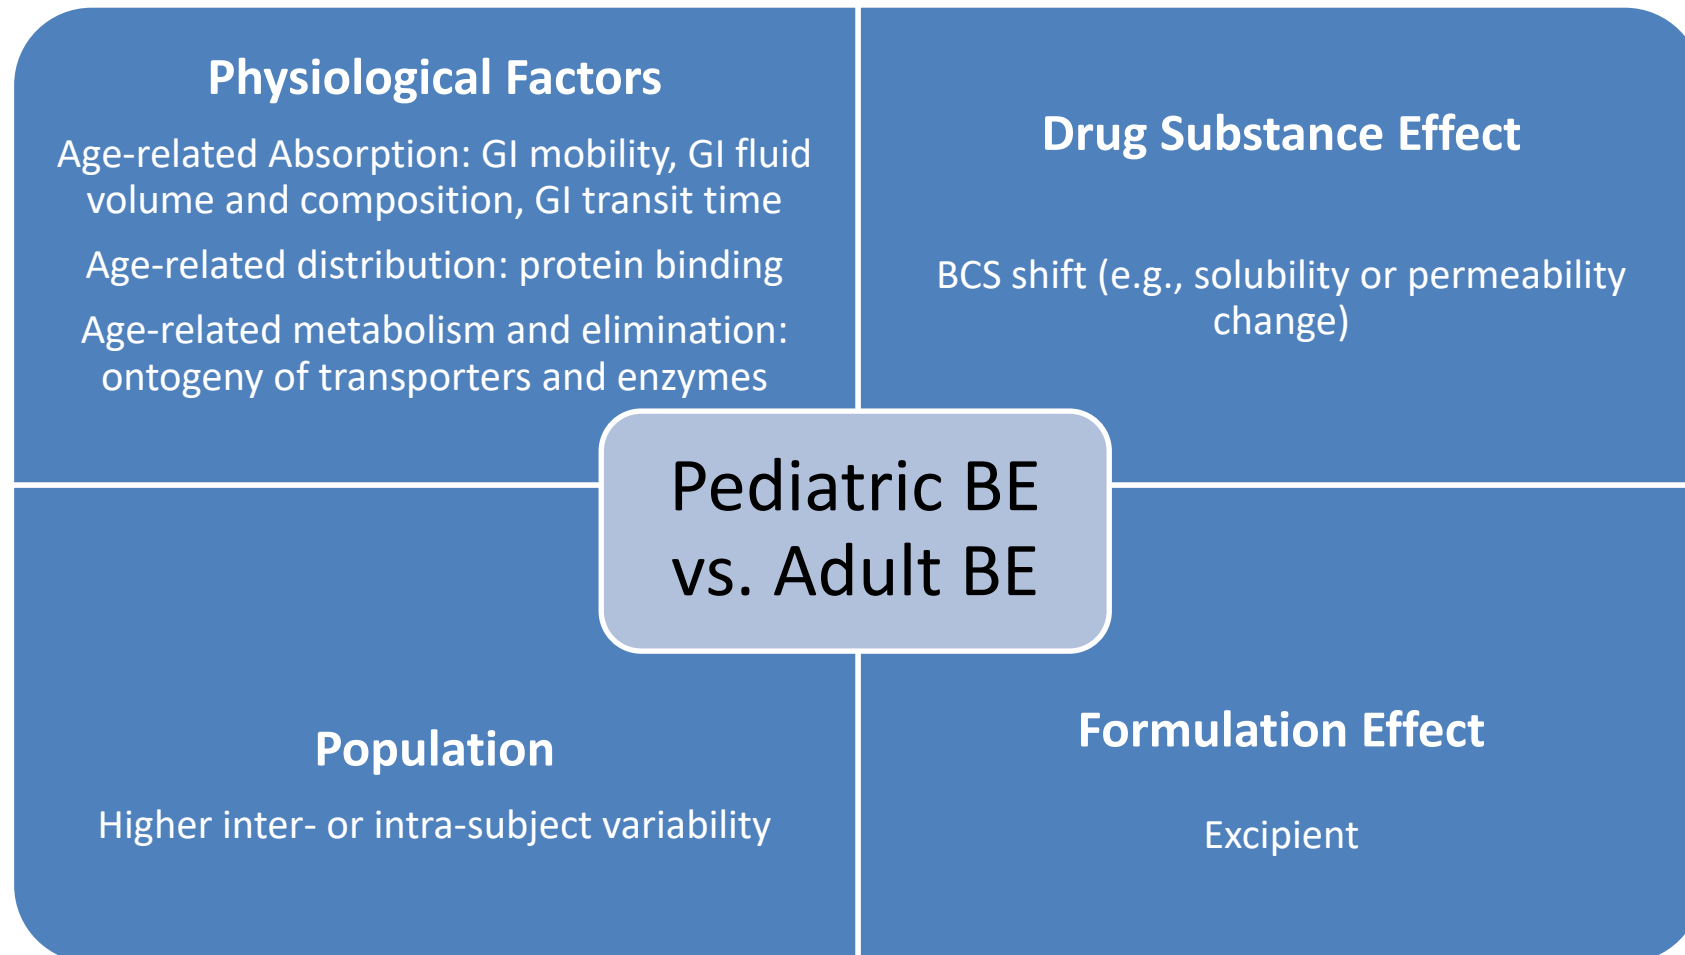 Physiological Factors
Age-related Absorption: GI mobility, GI fluid
volume and composition, GI transit time
Age-related distribution: protein binding
Age-related metabolism and elimination:
ontogeny of transporters and enzymes
Drug Substance Effect
BCS shift (e.g., solubility or permeability
change)
Pediatric BE
vs. Adult BE
Population
Higher inter- or intra-subject variability
Formulation Effect
Excipient